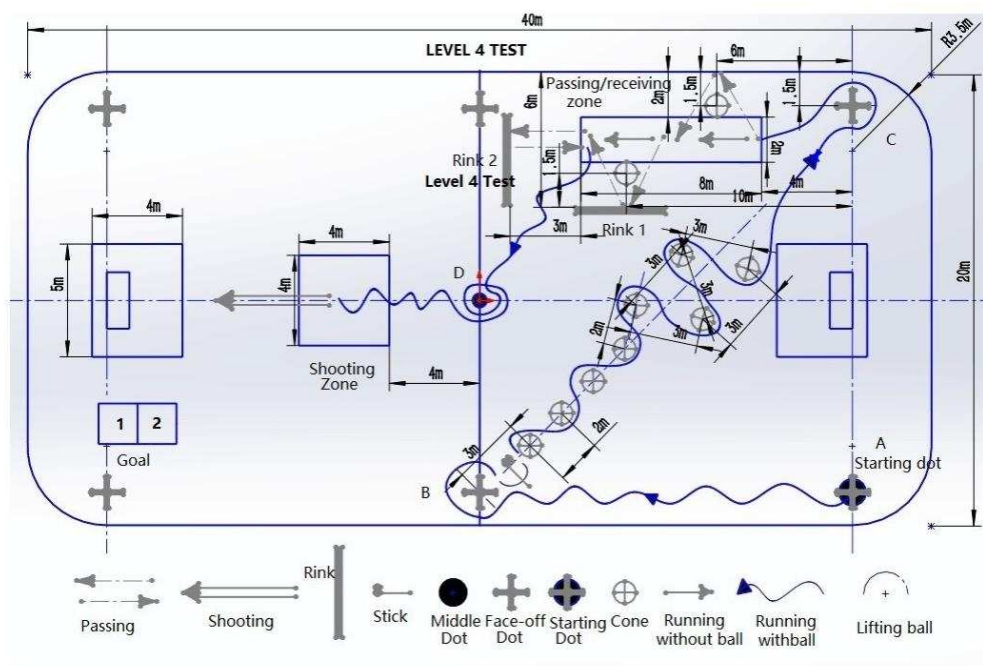 40m
LEVEL 4 TEST
R3.5m
6m
Passing/receiving
zone
6m
2m
1.5m
1.5m
2m
Rink 2
1.5m
Level 4 Test
8m
4m
10m
C
4m
3m
Rink 1
3m
20m
D
5m
4m
4m
3m
3m
2m
3m
3m
Shooting
Zone
4m
1
2
Goal
3m
2m
A
Starting dot
B
Rink
Passing
Shooting
Stick
Middle
Dot
Face-off
Dot
Starting
Dot
Cone
Running
without ball
Running
withball
Lifting ball